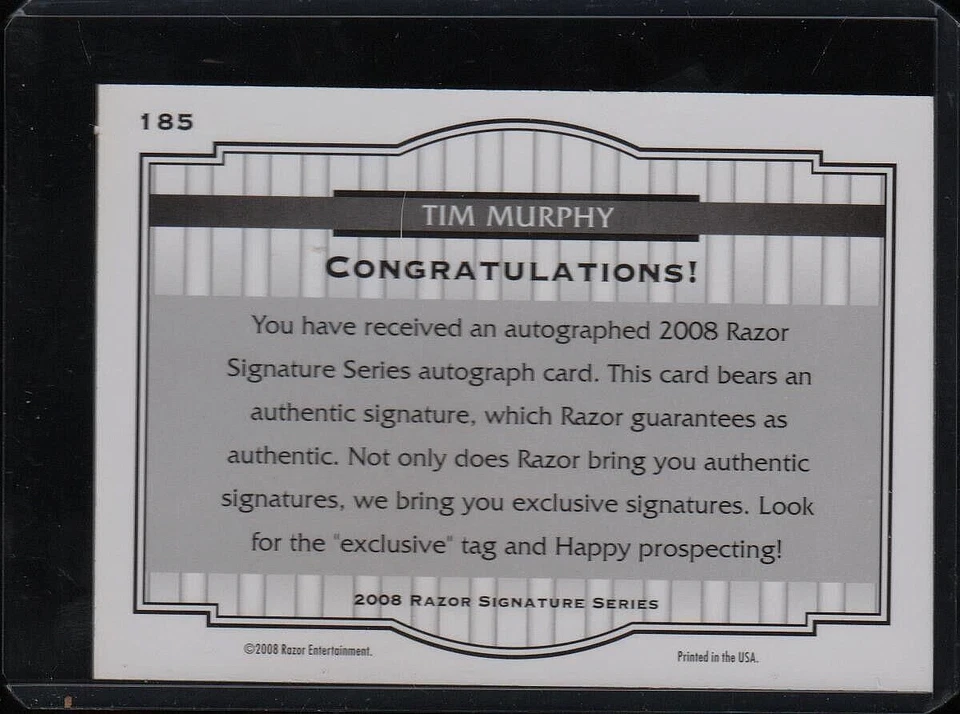 185
TIM MURPHY
CONGRATULATIONS!
You have received an autographed 2008 Razor
Signature Series autograph card. This card bears an
authentic signature, which Razor guarantees as
authentic. Not only does Razor bring you authentic
signatures, we bring you exclusive signatures. Look
for the "exclusive" tag and Happy prospecting!
2008 RAZOR SIGNATURE SERIES
©2008 Razor Entertainment.
Printed in the USA.